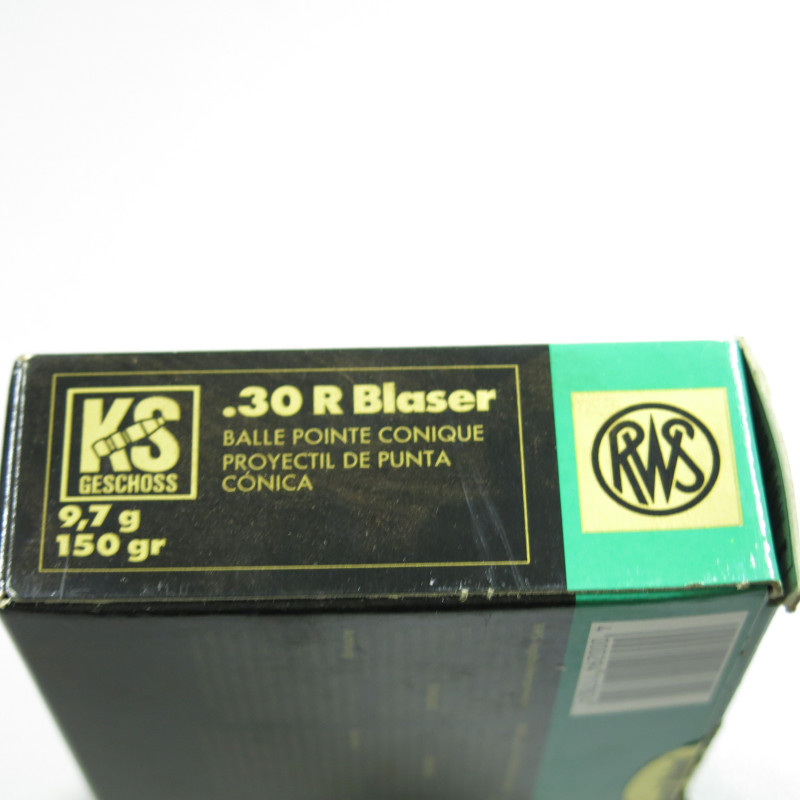 KS
GESCHOSS
9,7 g
150 gr
.30 R Blaser
BALLE POINTE CONIQUE
PROYECTIL DE PUNTA
CÓNICA
RWS